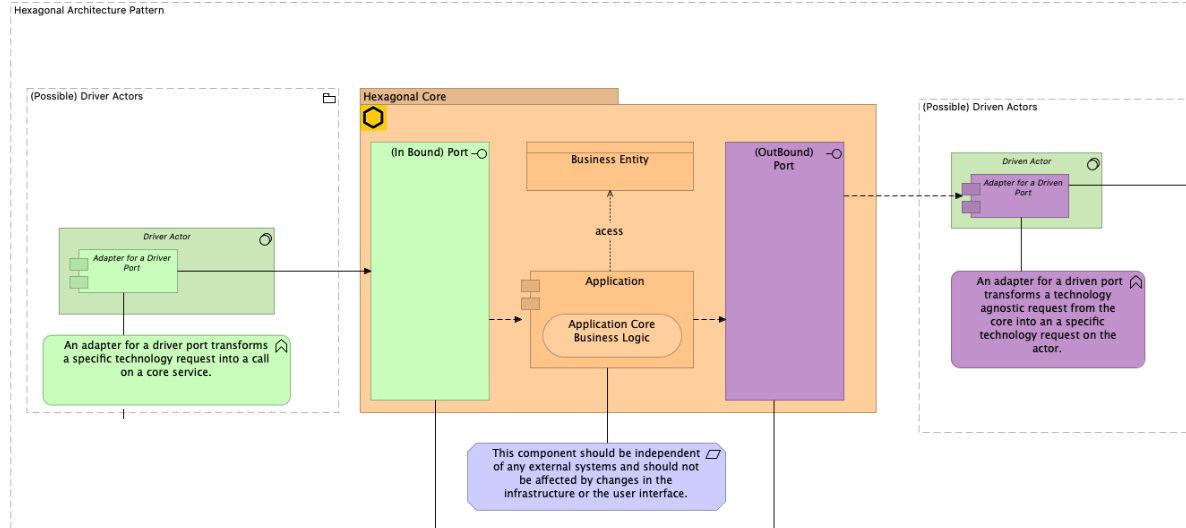 Hexagonal Architecture Pattern
(Possible) Driver Actors
Driver Actor
Adapter for a Driver
Port
An adapter for a driver port transforms
a specific technology request into a call
on a core service.
Hexagonal Core
(In Bound) Port
Business Entity
acess
Application
Application Core
Business Logic
(OutBound)
Port
This component should be independent
of any external systems and should not
be affected by changes in the
infrastructure or the user interface.
(Possible) Driven Actors
Driven Actor
Adapter for a Driven
Port
An adapter for a driven port
transforms a technology
agnostic request from the
core into an a specific
technology request on the
actor.